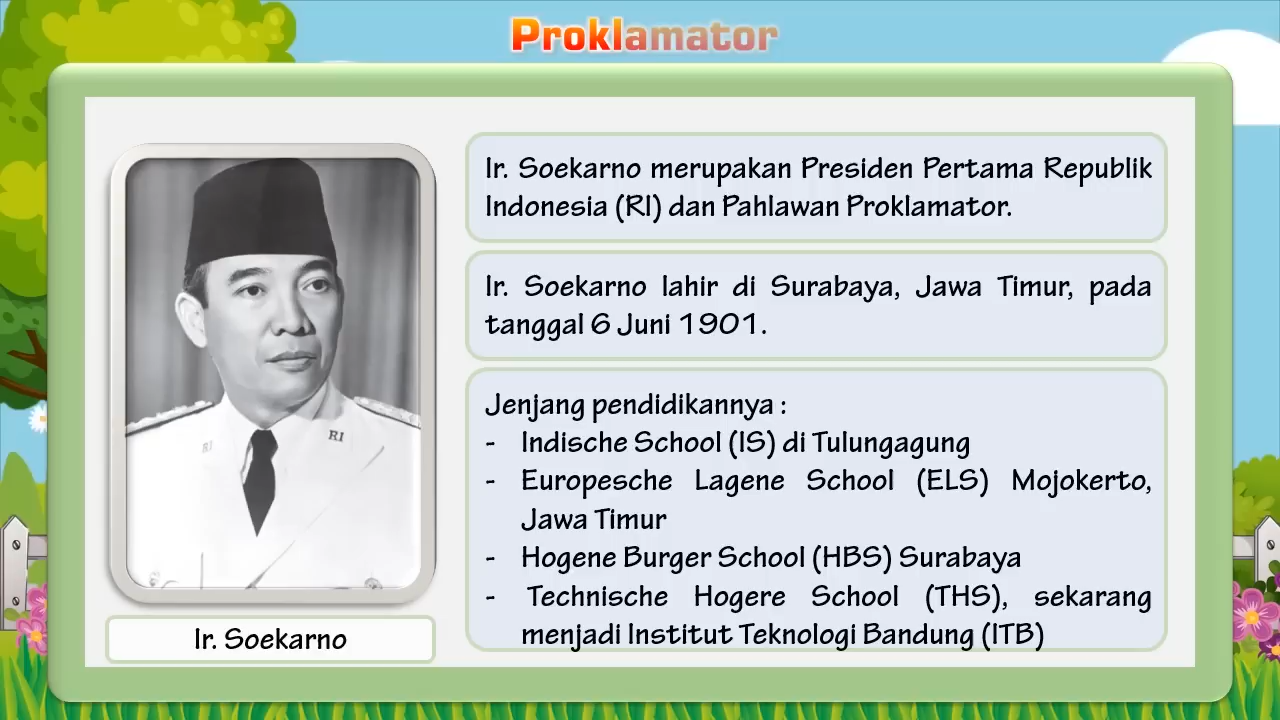 Proklamator
Ir. Soekarno merupakan Presiden Pertama Republik
Indonesia (RI) dan Pahlawan Proklamator.
Ir. Soekarno lahir di Surabaya, Jawa Timur, pada
tanggal 6 Juni 1901.
Jenjang pendidikannya :
- Indische School (IS) di Tulungagung
- Europesche Lagene School (ELS) Mojokerto,
Jawa Timur
- Hogene Burger School (HBS) Surabaya
- Technische Hogere School (THS), sekarang
menjadi Institut Teknologi Bandung (ITB)
RI
RI
Ir. Soekarno